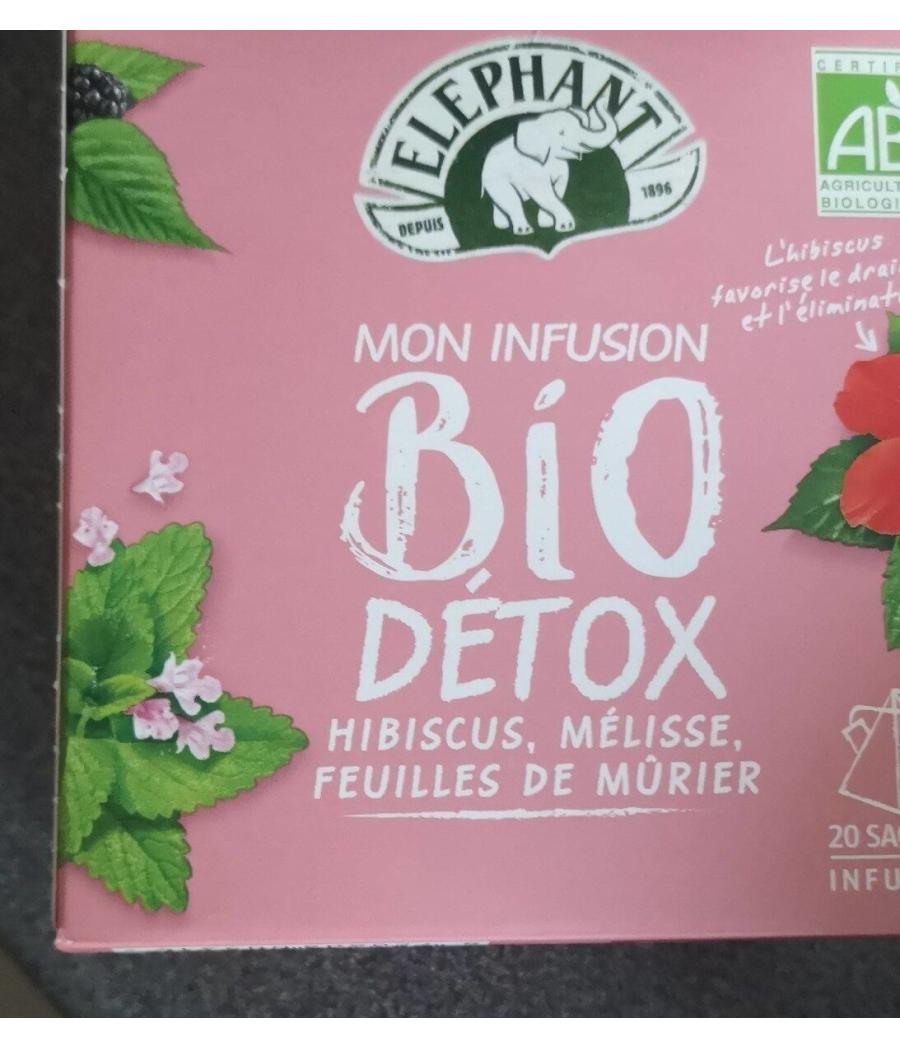 ELEPHANT
DEPUIS 1896
CERTIF
AB
AGRICULT
BIOLOGI
L'hibiscus
favorise le drai
et l'éliminat
MON INFUSION
BIO
DÉTOX
HIBISCUS, MÉLISSE,
FEUILLES DE MÛRIER
20 SA
INFU